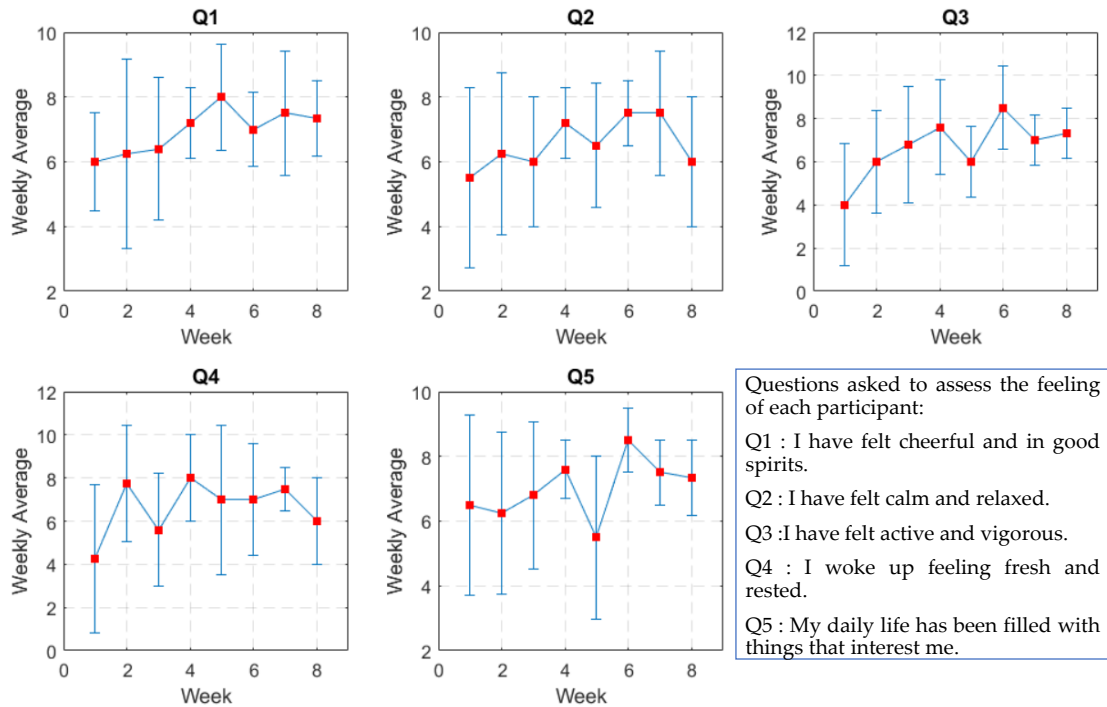 Q1
10
8
6
4
2
Weekly Average
0 2 4 6 8
Week
Q2
10
8
6
4
2
Weekly Average
0 2 4 6 8
Week
Q3
12
10
8
6
4
2
0
Weekly Average
0 2 4 6 8
Week
Q4
12
10
8
6
4
2
0
Weekly Average
0 2 4 6 8
Week
Q5
10
8
6
4
2
Weekly Average
0 2 4 6 8
Week
Questions asked to assess the feeling
of each participant:
Q1 : I have felt cheerful and in good
spirits.
Q2 : I have felt calm and relaxed.
Q3 :I have felt active and vigorous.
Q4 : I woke up feeling fresh and
rested.
Q5 : My daily life has been filled with
things that interest me.